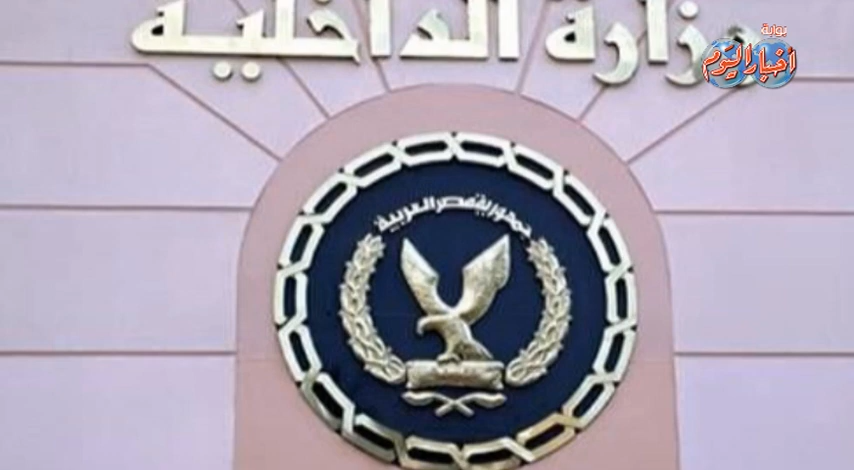 وزارة الداخلية
بوابة
أخبار اليوم
جمهورية مصر العربية